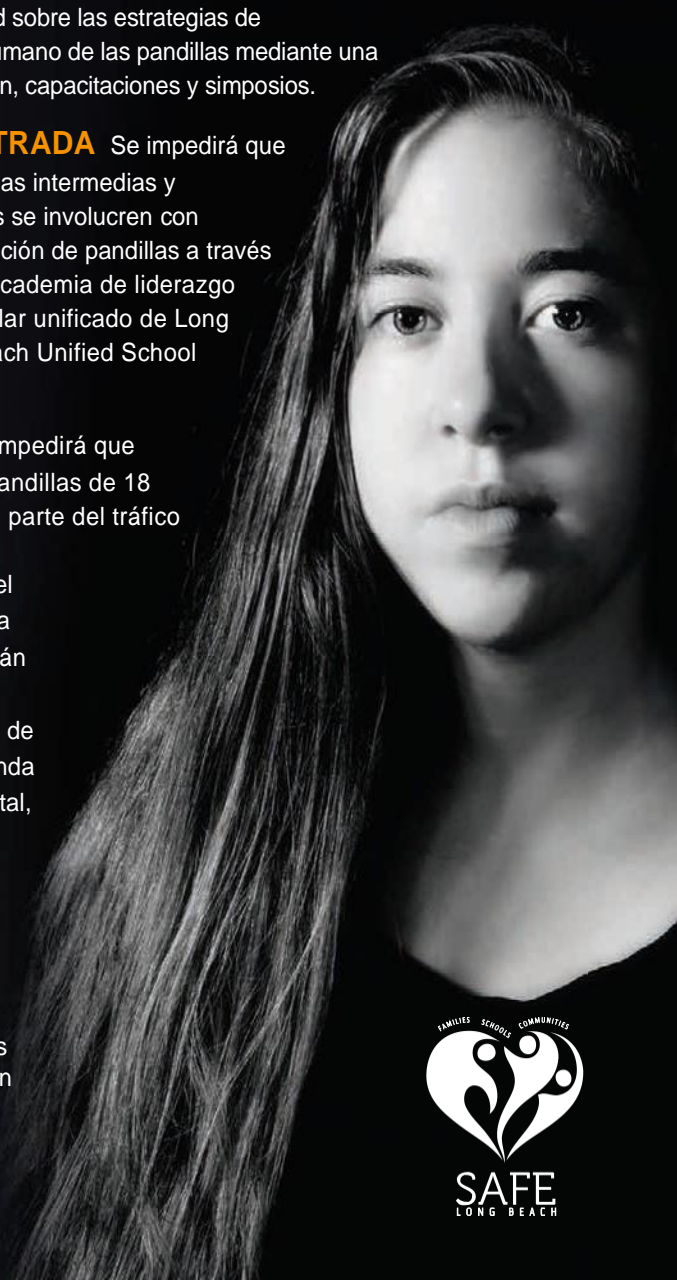 d sobre las estrategias de
umano de las pandillas mediante una
n, capacitaciones y simposios.
TRADA Se impedirá que
as intermedias y
s se involucren con
ción de pandillas a través
cademia de liderazgo
lar unificado de Long
ach Unified School
mpedirá que
andillas de 18
parte del tráfico
el
a
án
de
nda
tal,
s
n
FAMILIES SCHOOLS COMMUNITIES
SAFE
LONG BEACH